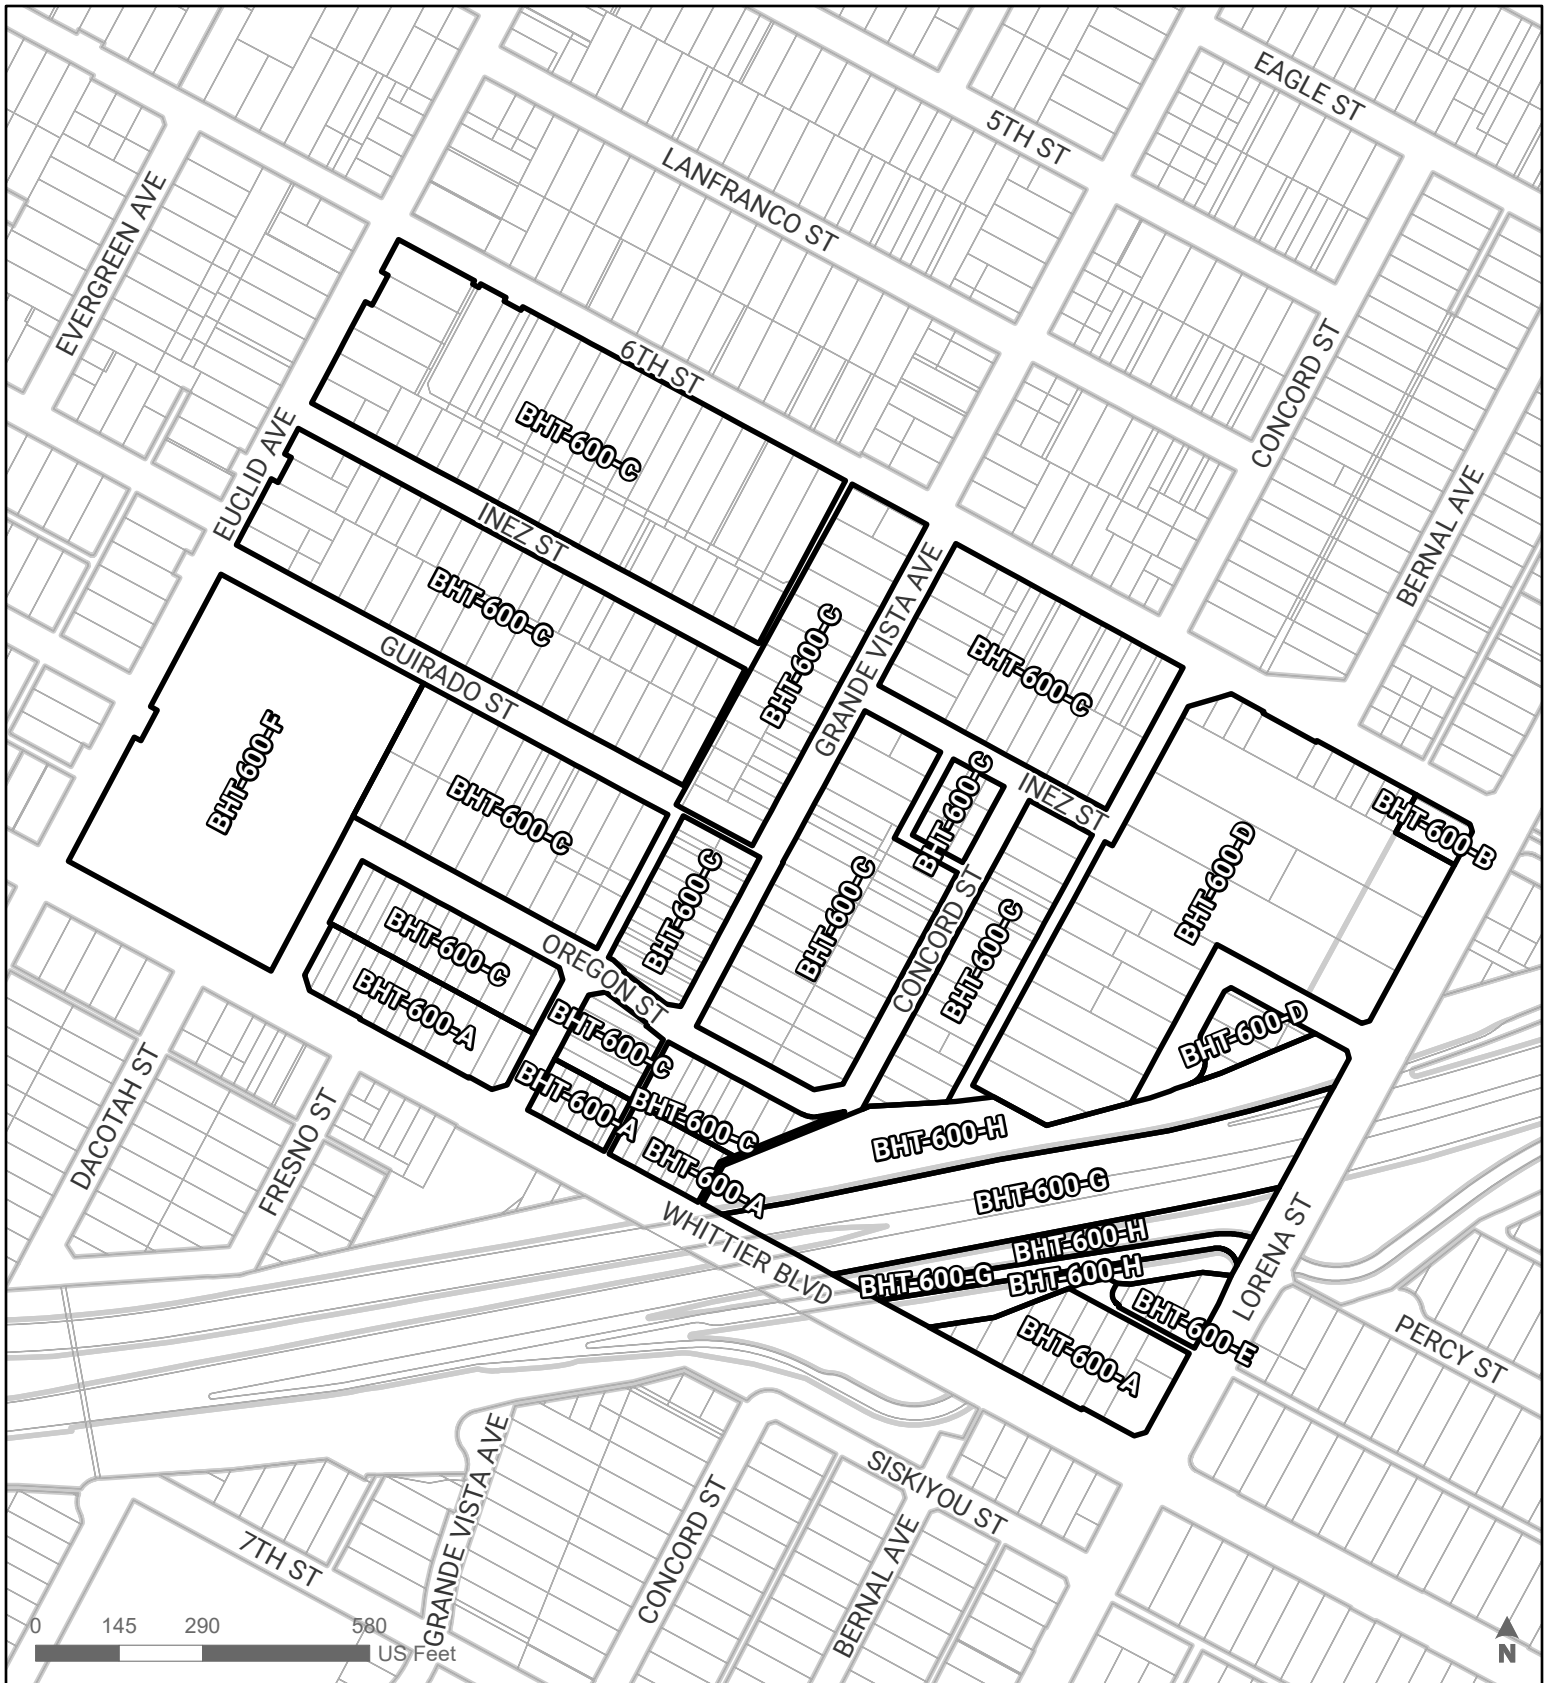 EAGLE ST
5TH ST
LANFRANCO ST
EVERGREEN AVE
6TH ST
CONCORD ST
BHT-600-C
EUCLID AVE
BERNAL AVE
INEZ ST
BHT-600-C
GRANDE VISTA AVE
BHT-600-C
BHT-600-C
GUIRADO ST
BHT-600-F
BHT-600-C
BHT-600-C
INEZ ST
BHT-600-B
BHT-600-D
BHT-600-C
BHT-600-C
CONCORD ST
BHT-600-C
BHT-600-C
OREGON ST
BHT-600-A
BHT-600-C
BHT-600-D
BHT-600-A
BHT-600-C
BHT-600-A
BHT-600-H
BHT-600-G
DACOTAH ST
FRESNO ST
WHITTIER BLVD
BHT-600-H
BHT-600-G
BHT-600-H
LORENA ST
BHT-600-E
BHT-600-A
PERCY ST
GRANDE VISTA AVE
SISKIYOU ST
CONCORD ST
BERNAL AVE
7TH ST
0 145 290 580
US Feet
N